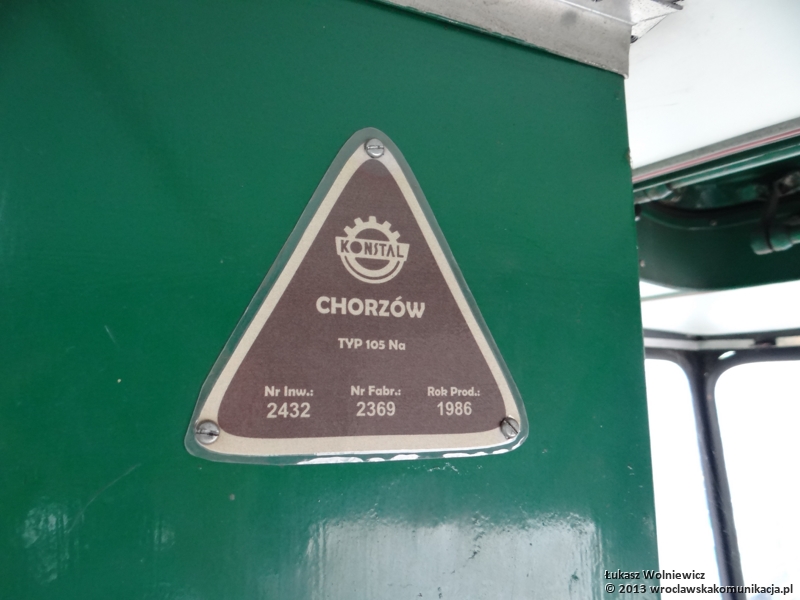 KONSTAL
CHORZÓW
TYP 105 Na
Nr Inw.: Nr Fabr.: Rok Prod.:
2432 2369 1986
Łukasz Wolniewicz
© 2013 wroclawskakomunikacja.pl